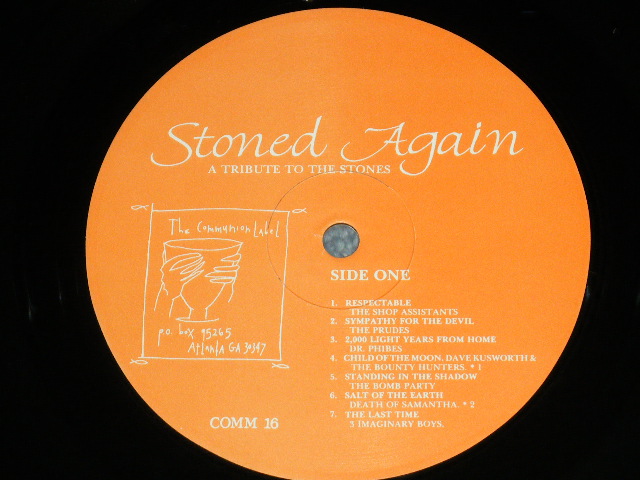 Stoned Again
A TRIBUTE TO THE STONES
The Communion Label
p.o. box 95265
Atlanta GA 30347
SIDE ONE
1. RESPECTABLE
THE SHOP ASSISTANTS
2. SYMPATHY FOR THE DEVIL
THE PRUDES
3. 2,000 LIGHT YEARS FROM HOME
DR. PHIBES
4. CHILD OF THE MOON. DAVE KUSWORTH &
THE BOUNTY HUNTERS. * 1
5. STANDING IN THE SHADOW
THE BOMB PARTY
6. SALT OF THE EARTH
DEATH OF SAMANTHA. * 2
7. THE LAST TIME
3 IMAGINARY BOYS.
COMM 16